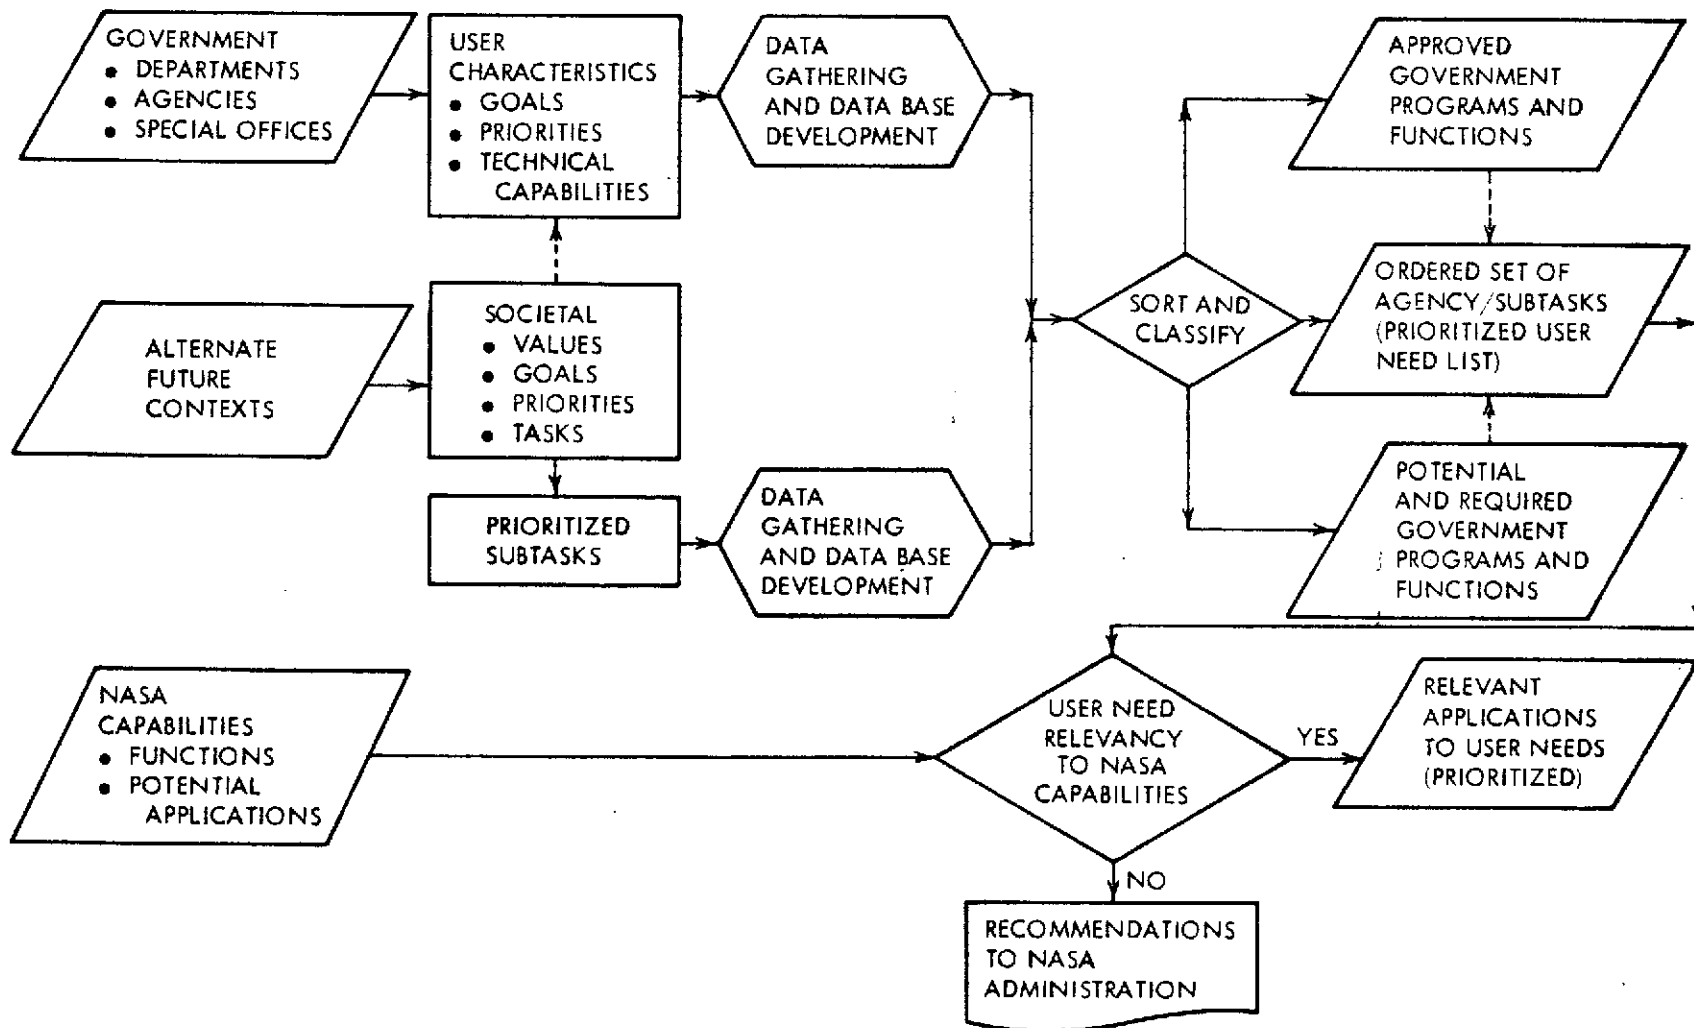 GOVERNMENT
• DEPARTMENTS
• AGENCIES
• SPECIAL OFFICES
USER
CHARACTERISTICS
• GOALS
• PRIORITIES
• TECHNICAL
CAPABILITIES
DATA
GATHERING
AND DATA BASE
DEVELOPMENT
APPROVED
GOVERNMENT
PROGRAMS AND
FUNCTIONS
ALTERNATE
FUTURE
CONTEXTS
SOCIETAL
• VALUES
• GOALS
• PRIORITIES
• TASKS
SORT AND
CLASSIFY
ORDERED SET OF
AGENCY/SUBTASKS
(PRIORITIZED USER
NEED LIST)
PRIORITIZED
SUBTASKS
DATA
GATHERING
AND DATA BASE
DEVELOPMENT
POTENTIAL
AND REQUIRED
GOVERNMENT
PROGRAMS AND
FUNCTIONS
NASA
CAPABILITIES
• FUNCTIONS
• POTENTIAL
APPLICATIONS
USER NEED
RELEVANCY
TO NASA
CAPABILITIES
YES
RELEVANT
APPLICATIONS
TO USER NEEDS
(PRIORITIZED)
NO
RECOMMENDATIONS
TO NASA
ADMINISTRATION